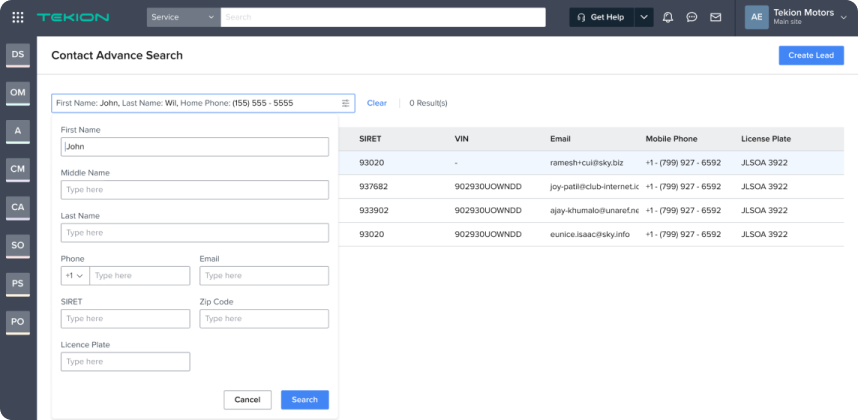 TEKION
Service
Search
Get Help
AE
Tekion Motors
Main site
DS
OM
A
CM
CA
SO
PS
PO
Contact Advance Search
Create Lead
First Name: John, Last Name: Wil, Home Phone: (155) 555 - 5555
Clear
0 Result(s)
First Name
John
Middle Name
Type here
Last Name
Type here
Phone
Email
+1
Type here
Type here
SIRET
Zip Code
Type here
Type here
Licence Plate
Type here
Cancel
Search
SIRET VIN Email Mobile Phone License Plate
93020 - ramesh+cui@sky.biz +1 - (799) 927 - 6592 JLSOA 3922
937682 902930UOWNDD joy-patil@club-internet.ic +1 - (799) 927 - 6592 JLSOA 3922
933902 902930UOWNDD ajay-khumalo@unaref.ne +1 - (799) 927 - 6592 JLSOA 3922
93020 902930UOWNDD eunice.isaac@sky.info +1 - (799) 927 - 6592 JLSOA 3922